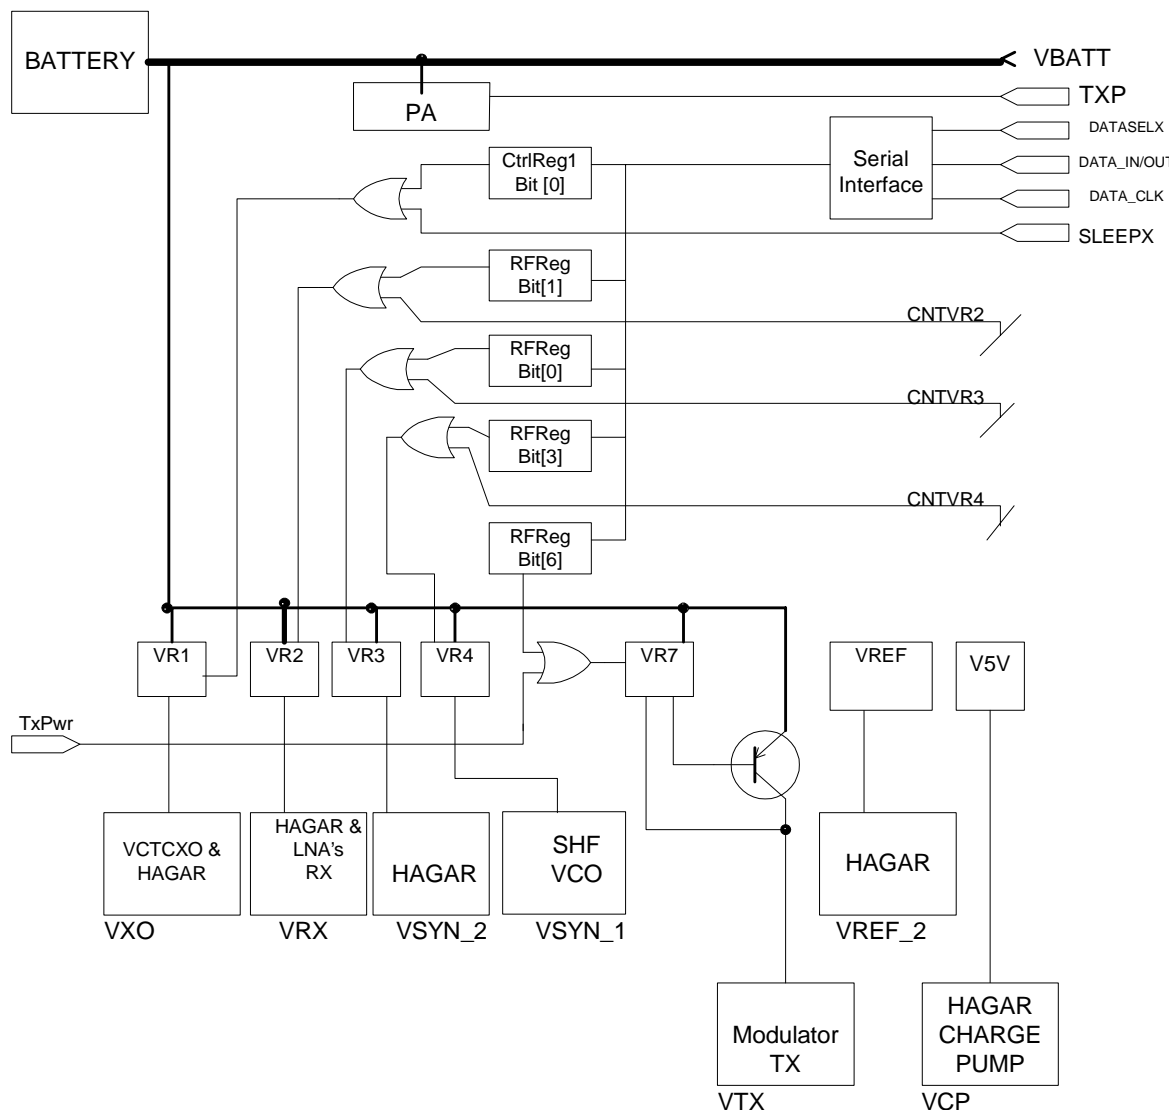 BATTERY
VBATT
PA
TXP
DATASELX
CtrlReg1
Bit [0]
Serial
Interface
DATA_IN/OUT
DATA_CLK
SLEEPX
RFReg
Bit[1]
CNTVR2
RFReg
Bit[0]
CNTVR3
RFReg
Bit[3]
CNTVR4
RFReg
Bit[6]
VR1
VR2
VR3
VR4
VR7
VREF
V5V
TxPwr
VCTCXO &
HAGAR
HAGAR &
LNA's
RX
HAGAR
SHF
VCO
HAGAR
VXO
VRX
VSYN_2
VSYN_1
VREF_2
Modulator
TX
HAGAR
CHARGE
PUMP
VTX
VCP